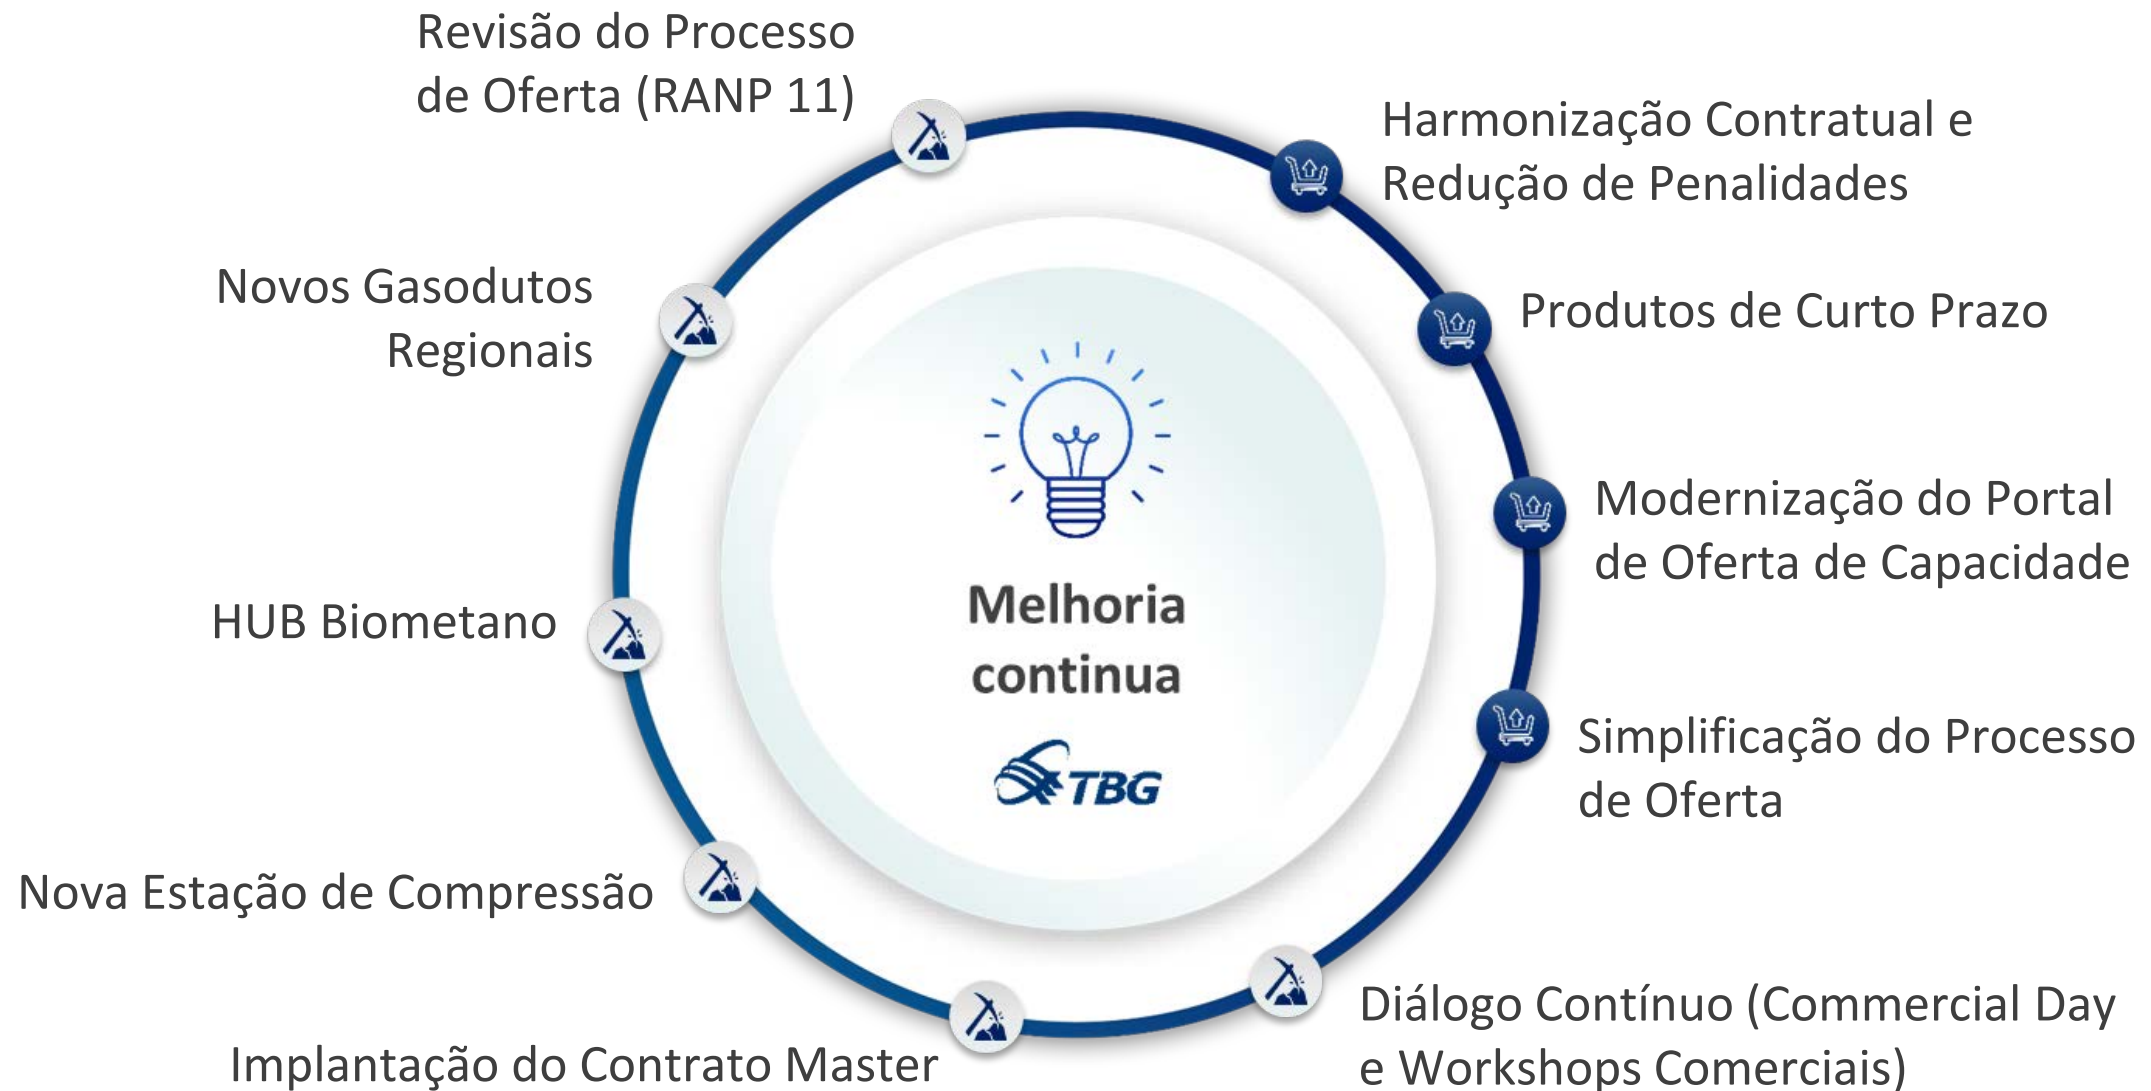 Revisão do Processo
de Oferta (RANP 11)
Harmonização Contratual e
Redução de Penalidades
Novos Gasodutos
Regionais
Produtos de Curto Prazo
Modernização do Portal
de Oferta de Capacidade
HUB Biometano
Melhoria
continua
TBG
Simplificação do Processo
de Oferta
Nova Estação de Compressão
Diálogo Contínuo (Commercial Day
e Workshops Comerciais)
Implantação do Contrato Master